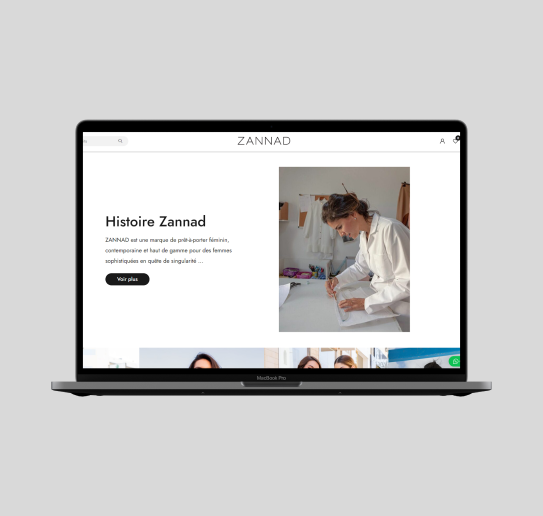 ZANNAD
Histoire Zannad
ZANNAD est une marque de prêt-à-porter féminin,
contemporaine et haut de gamme pour des femmes
sophistiquées en quête de singularité ...
Voir plus
MacBook Pro